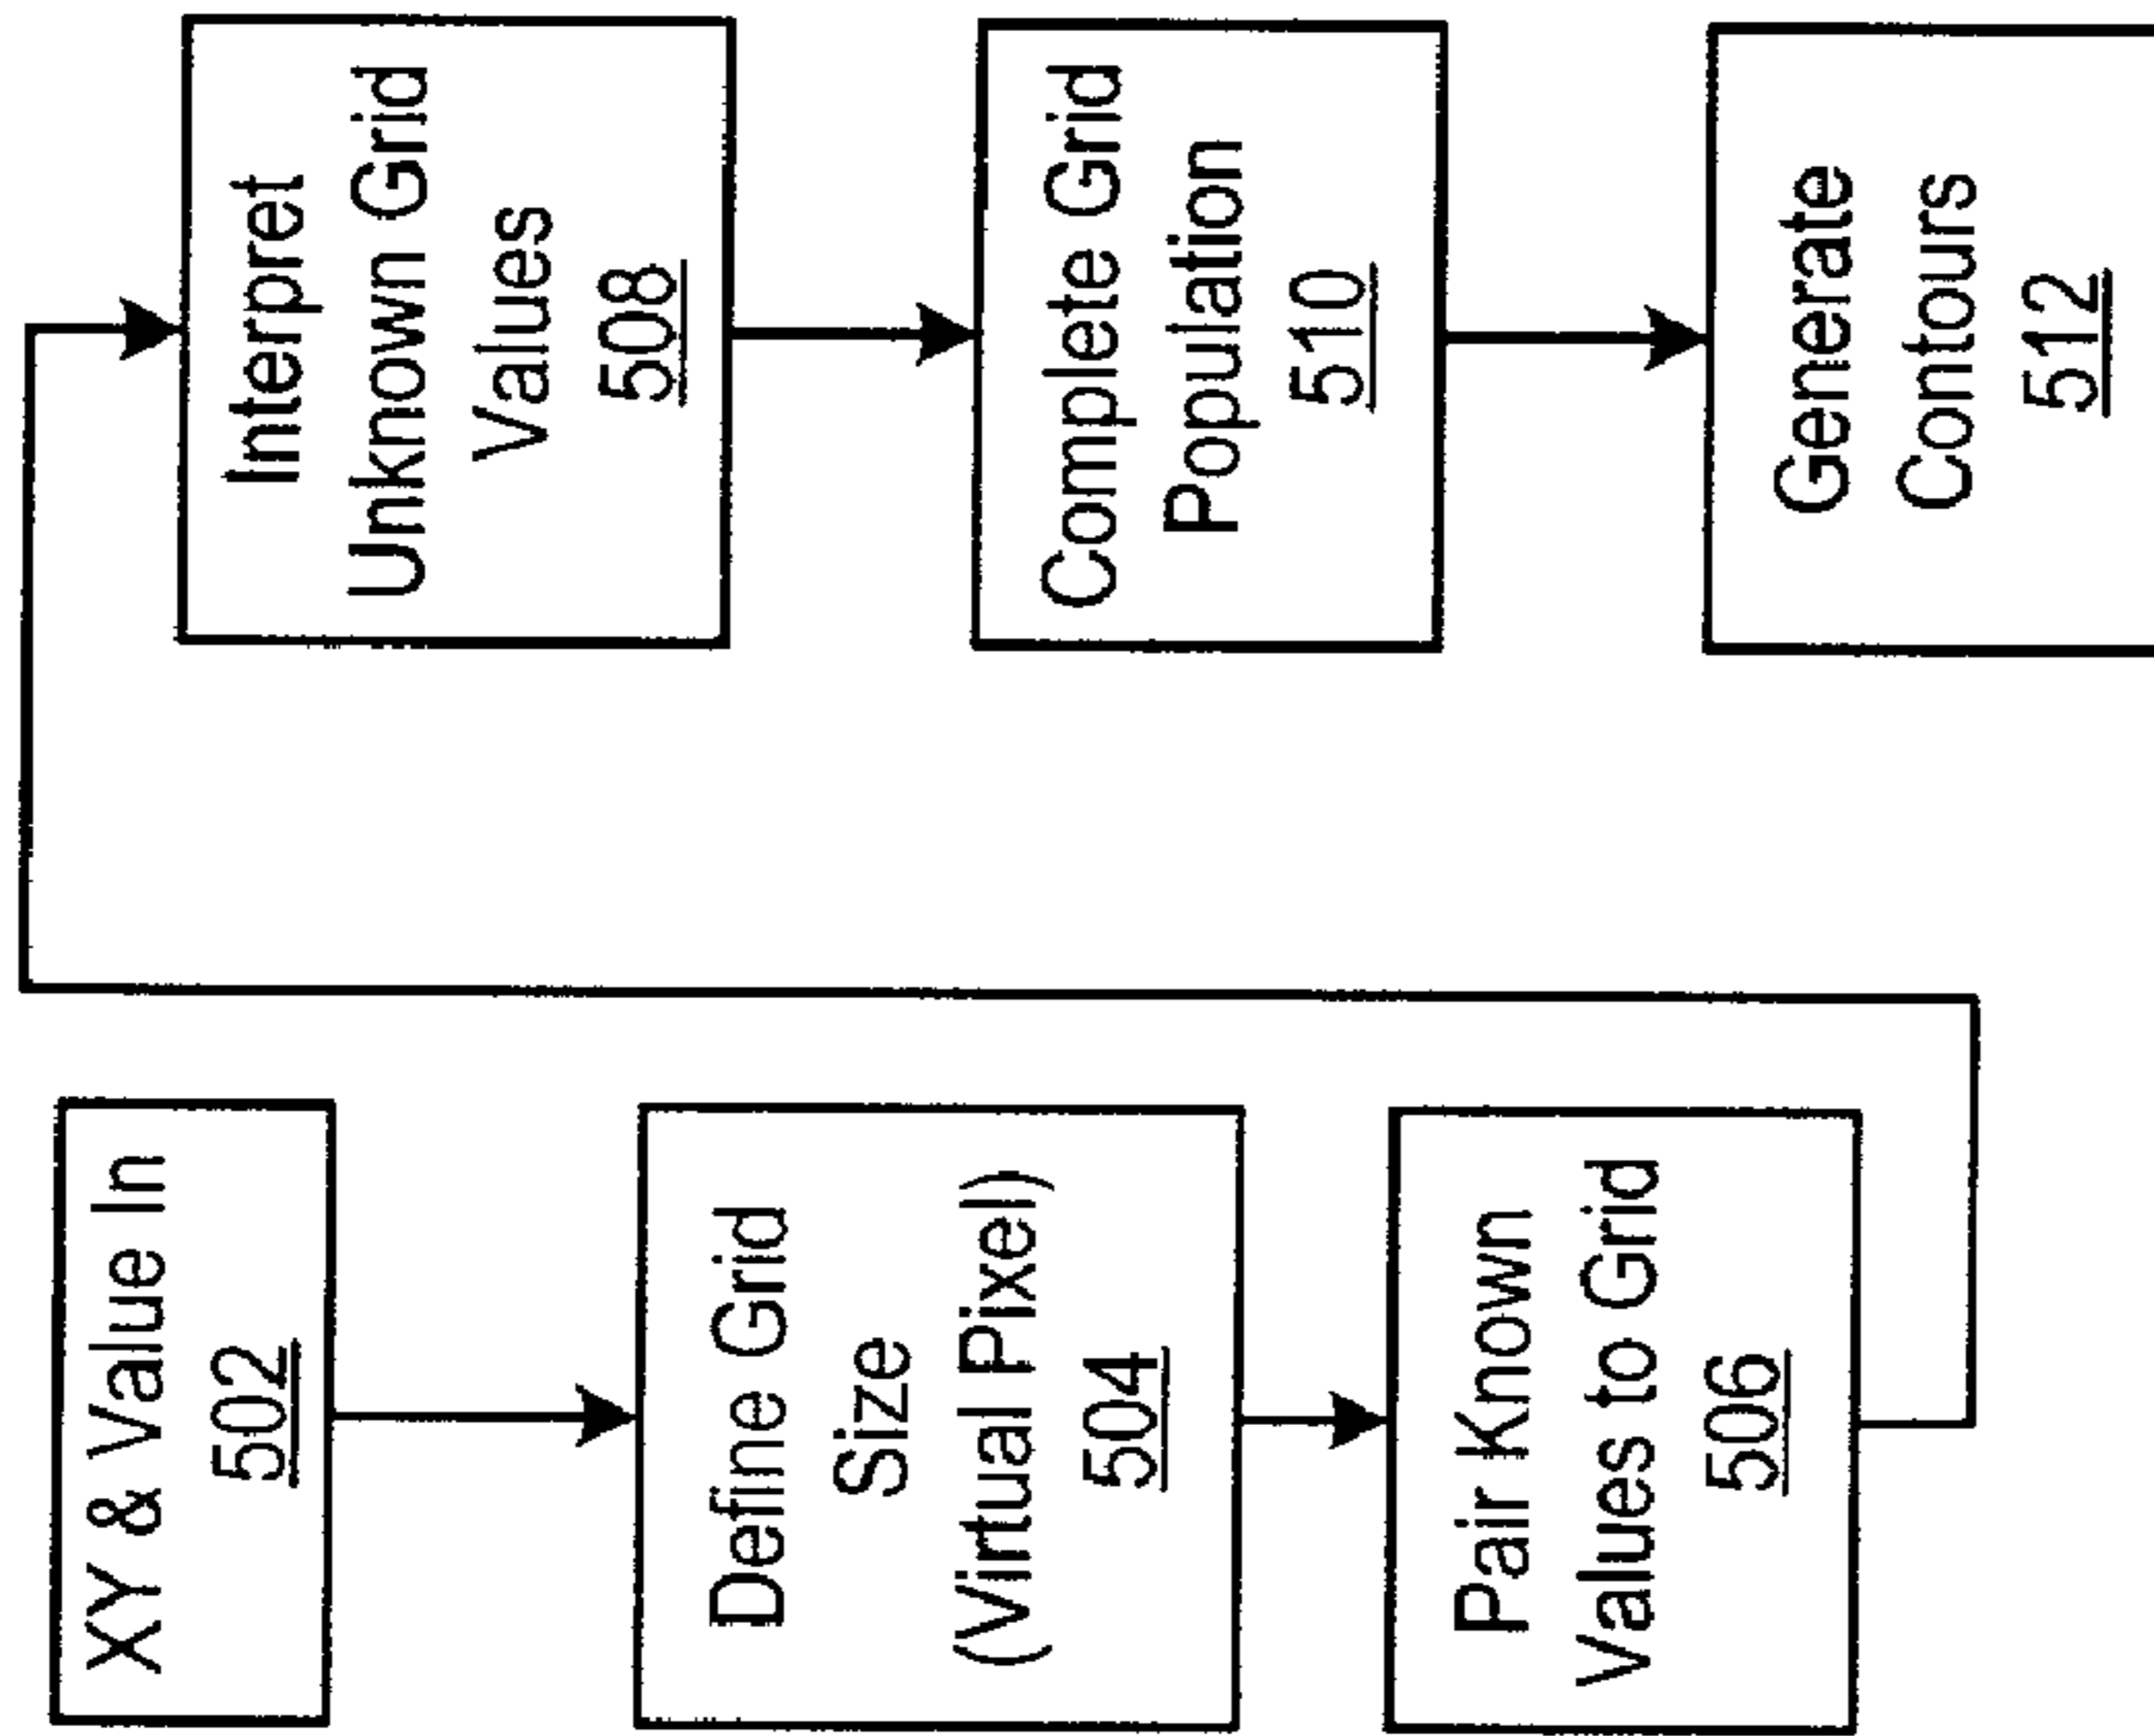 XY & Value In
502
Define Grid
Size
(Virtual Pixel)
504
Pair Known
Values to Grid
506
Interpret
Unknown Grid
Values
508
Complete Grid
Population
510
Generate
Contours
512